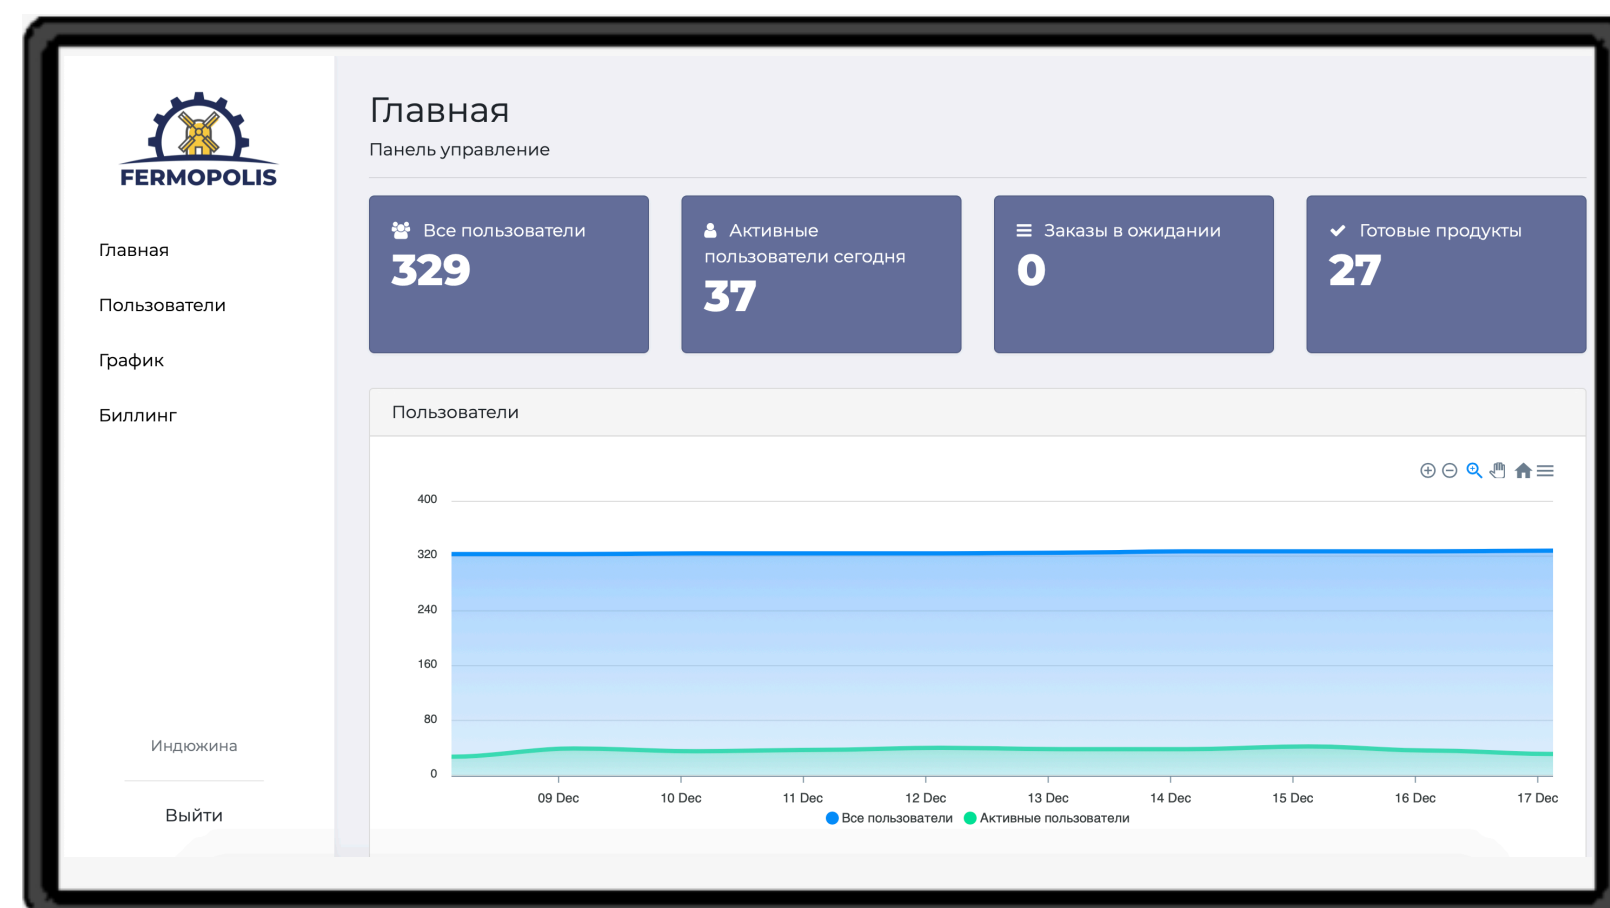 FERMOPOLIS
Главная
Пользователи
График
Биллинг
Индюжина
Выйти
Главная
Панель управление
Все пользователи
329
Активные
пользователи сегодня
37
Заказы в ожидании
0
Готовые продукты
27
Пользователи
400
320
240
160
80
0
09 Dec 10 Dec 11 Dec 12 Dec 13 Dec 14 Dec 15 Dec 16 Dec 17 Dec
Все пользователи Активные пользователи